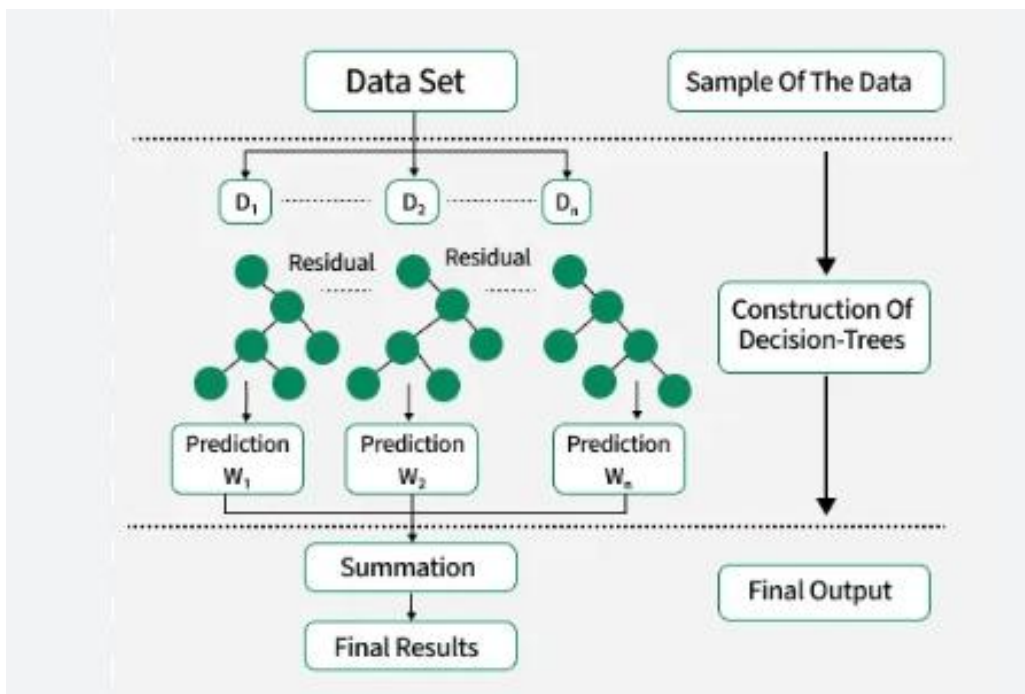 Data Set
Sample Of The Data
D₁
D₂
Dₙ
Residual
Residual
Construction Of
Decision-Trees
Prediction
W₁
Prediction
W₂
Prediction
Wₙ
Summation
Final Output
Final Results